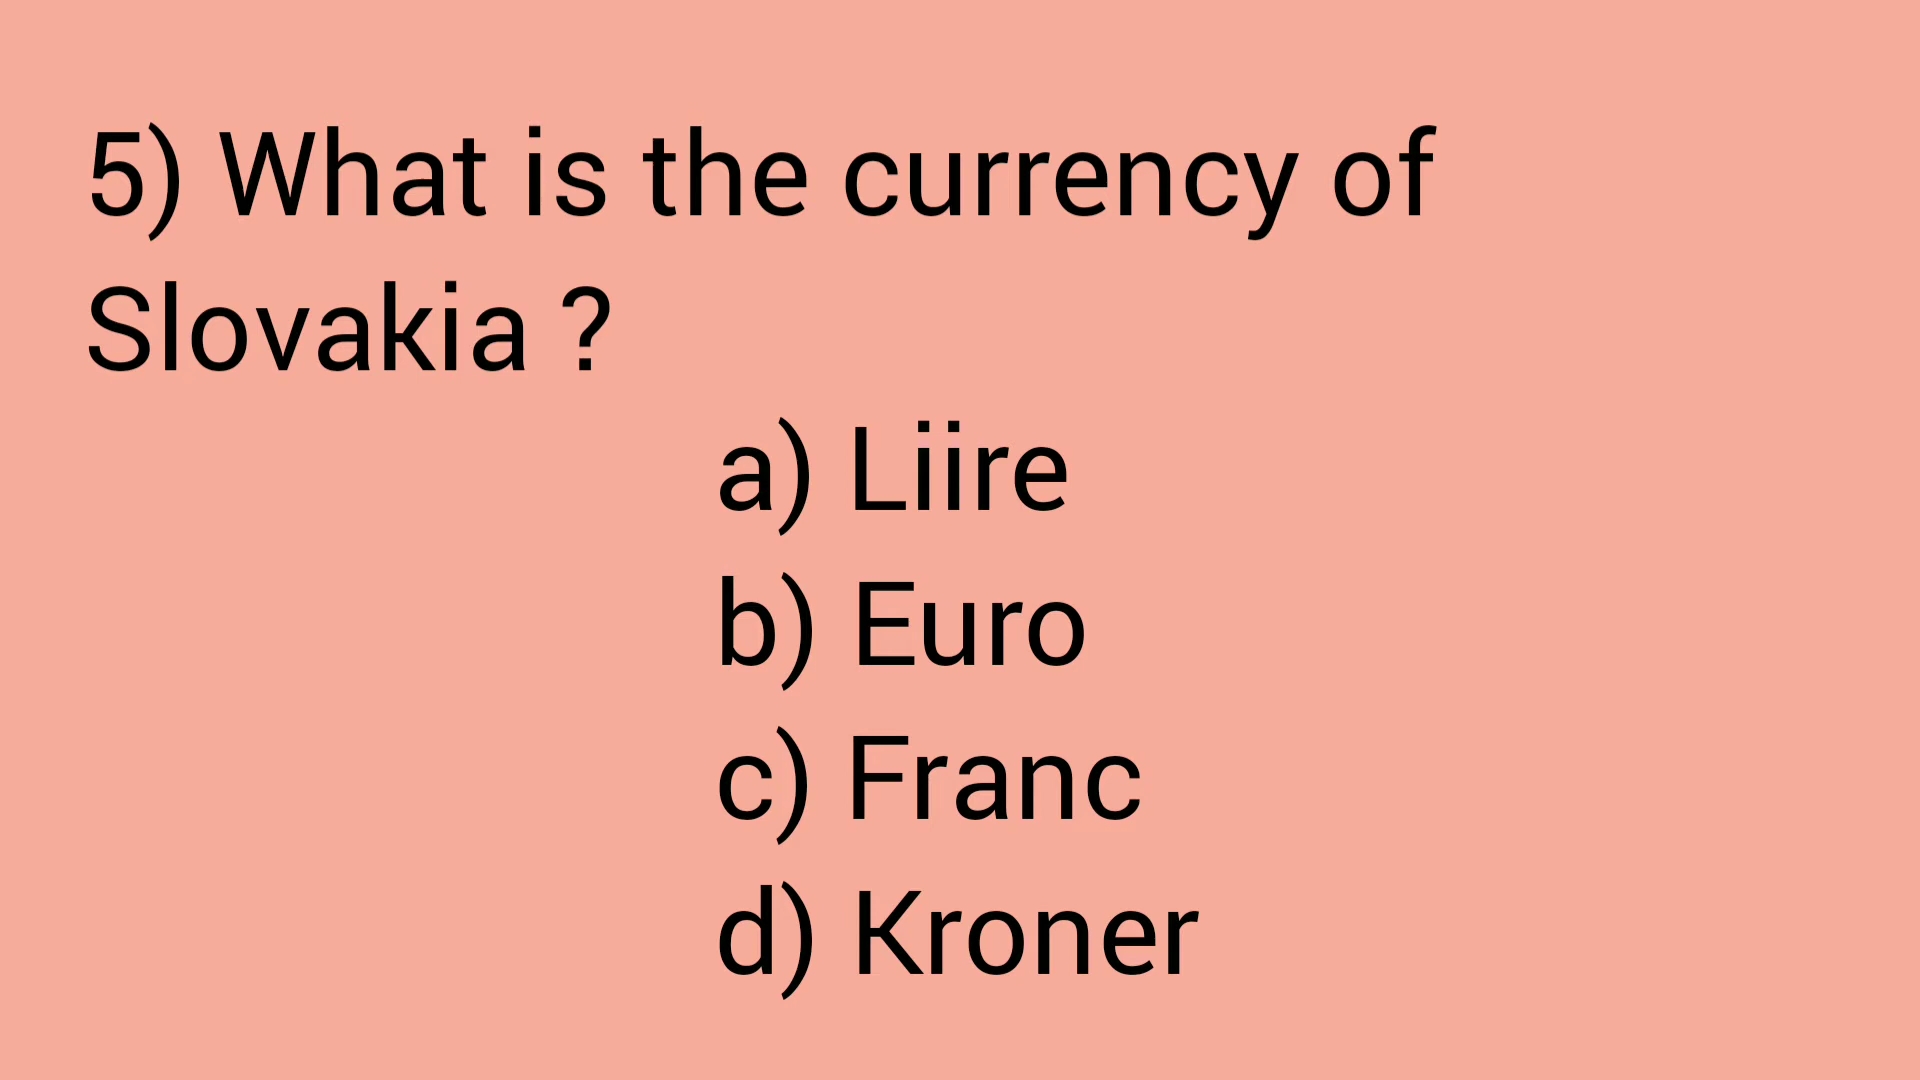 5) What is the currency of
Slovakia ?
a) Liire
b) Euro
c) Franc
d) Kroner